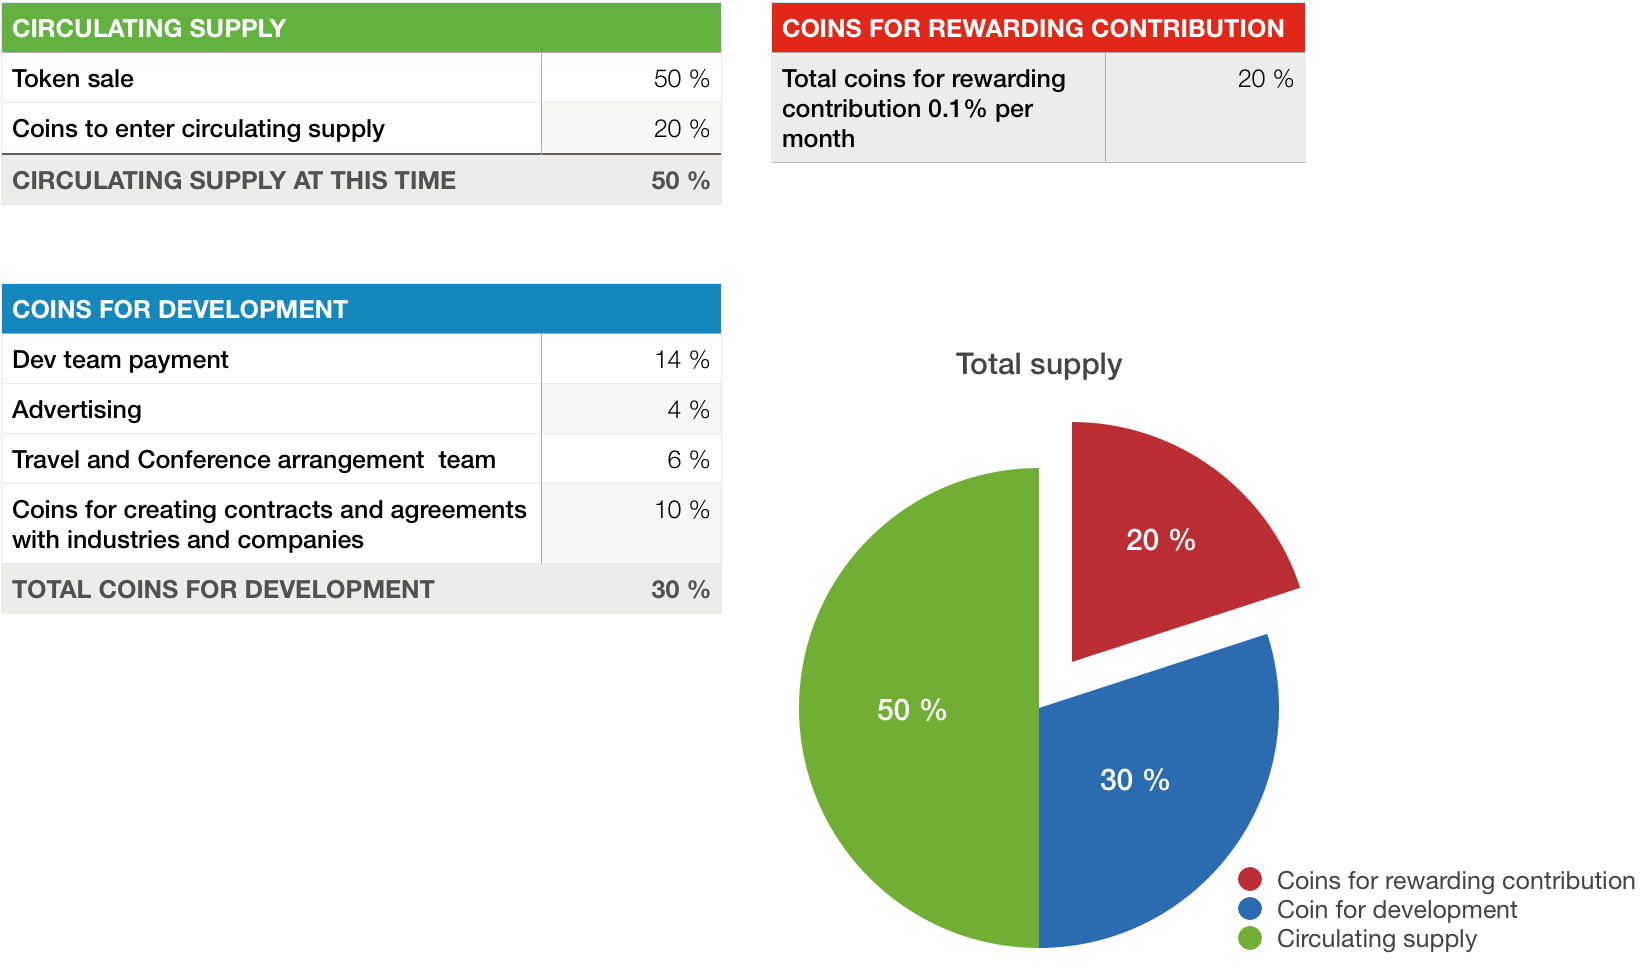 CIRCULATING SUPPLY
Token sale 50 %
Coins to enter circulating supply 20 %
CIRCULATING SUPPLY AT THIS TIME 50 %
COINS FOR REWARDING CONTRIBUTION
Total coins for rewarding 20 %
contribution 0.1% per
month
COINS FOR DEVELOPMENT
Dev team payment 14 %
Advertising 4 %
Travel and Conference arrangement team 6 %
Coins for creating contracts and agreements 10 %
with industries and companies
TOTAL COINS FOR DEVELOPMENT 30 %
Total supply
20 %
50 %
30 %
Coins for rewarding contribution
Coin for development
Circulating supply